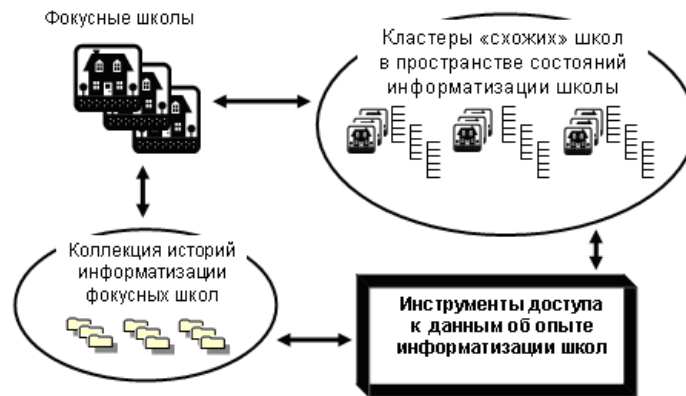 Фокусные школы
Кластеры «схожих» школ
в пространстве состояний
информатизации школы
Коллекция историй
информатизации
фокусных школ
Инструменты доступа
к данным об опыте
информатизации школ